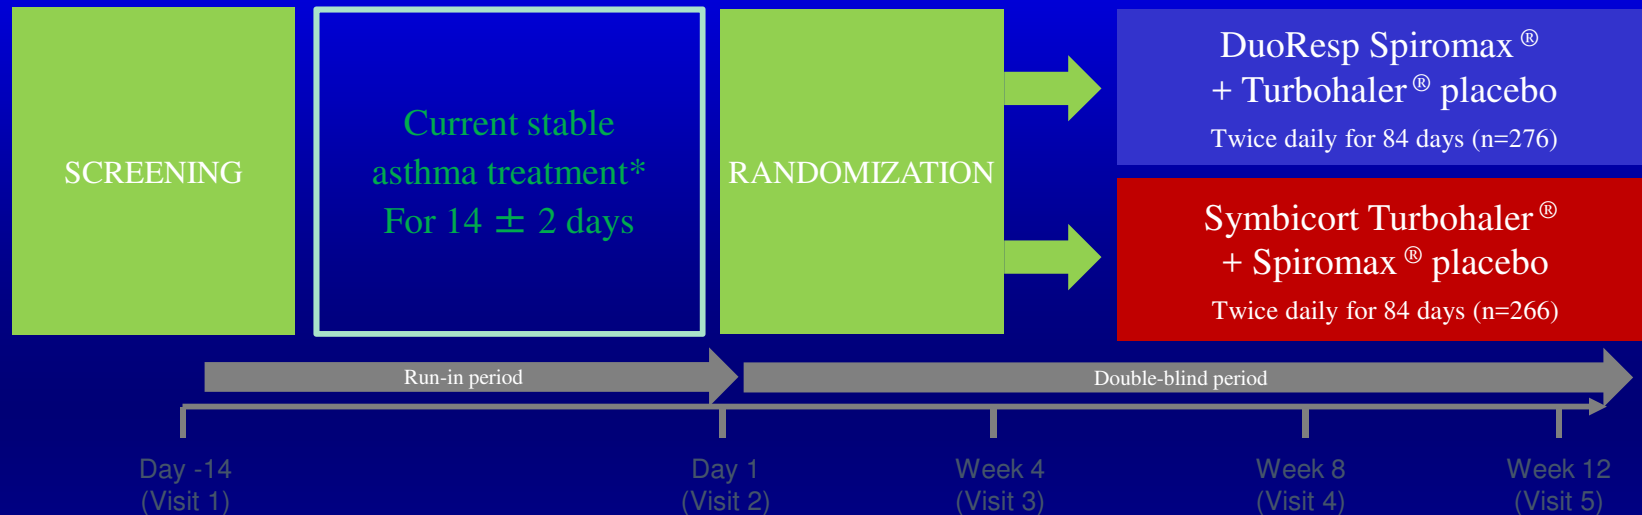 SCREENING
Current stable
asthma treatment*
For 14 ± 2 days
RANDOMIZATION
DuoResp Spiromax ®
+ Turbohaler ® placebo
Twice daily for 84 days (n=276)
Symbicort Turbohaler ®
+ Spiromax ® placebo
Twice daily for 84 days (n=266)
Run-in period
Double-blind period
Day -14
(Visit 1)
Day 1
(Visit 2)
Week 4
(Visit 3)
Week 8
(Visit 4)
Week 12
(Visit 5)